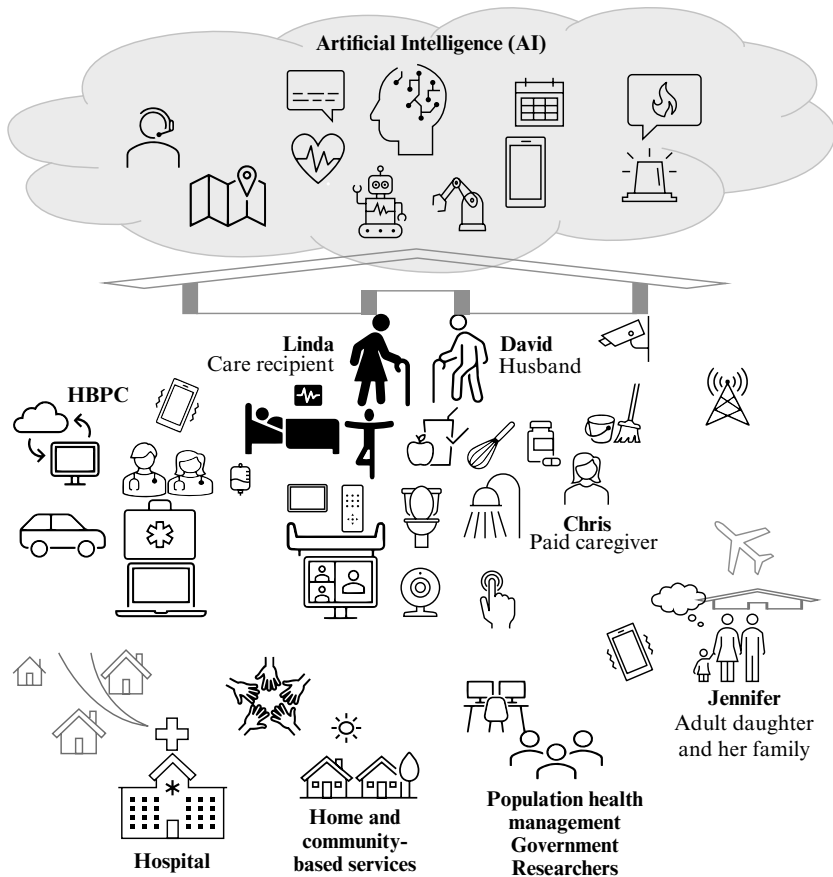 Artificial Intelligence (AI)
Linda
Care recipient
David
Husband
HBPC
Chris
Paid caregiver
Jennifer
Adult daughter
and her family
Hospital
Home and
community-
based services
Population health
management
Government
Researchers